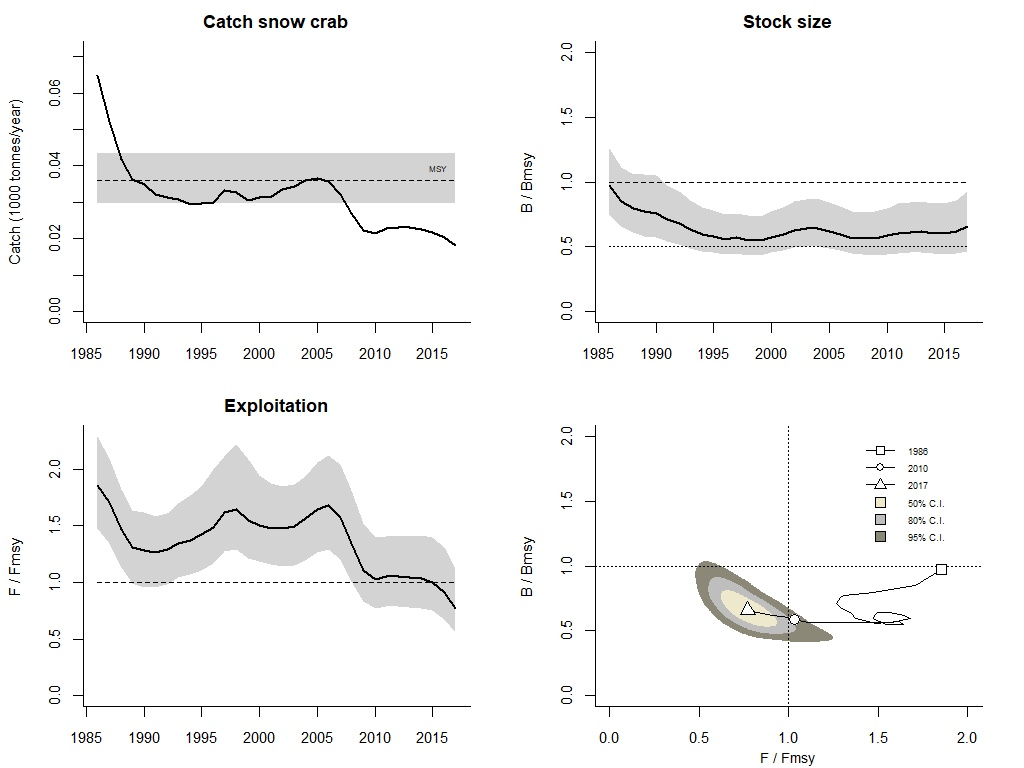 Catch snow crab
Catch (1000 tonnes/year)
0.00 0.02 0.04 0.06
MSY
1985 1990 1995 2000 2005 2010 2015
Stock size
B / Bmsy
0.0 0.5 1.0 1.5 2.0
1985 1990 1995 2000 2005 2010 2015
Exploitation
F / Fmsy
0.0 0.5 1.0 1.5 2.0
1985 1990 1995 2000 2005 2010 2015
B / Bmsy
0.0 0.5 1.0 1.5 2.0
1986
2010
2017
50% C.I.
80% C.I.
95% C.I.
0.0 0.5 1.0 1.5 2.0
F / Fmsy